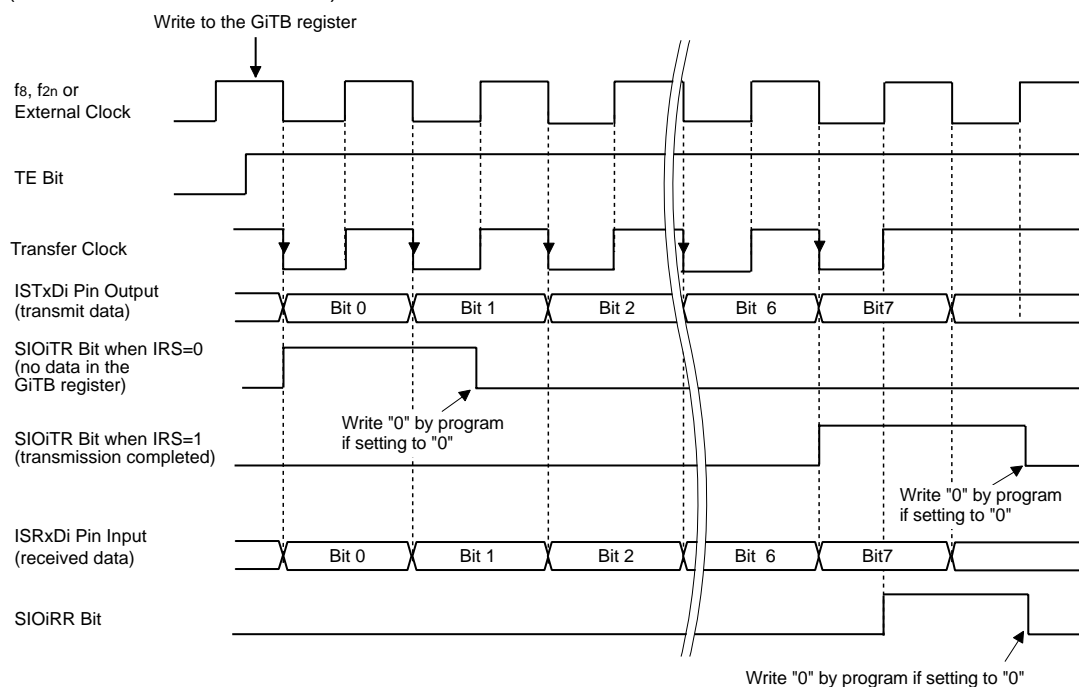 Write to the GiTB register
f8, f2n or
External Clock
TE Bit
Transfer Clock
ISTxDi Pin Output
(transmit data)
Bit 0
Bit 1
Bit 2
Bit 6
Bit7
SIOiTR Bit when IRS=0
(no data in the
GiTB register)
Write "0" by program
if setting to "0"
SIOiTR Bit when IRS=1
(transmission completed)
Write "0" by program
if setting to "0"
ISRxDi Pin Input
(received data)
Bit 0
Bit 1
Bit 2
Bit 6
Bit7
SIOiRR Bit
Write "0" by program if setting to "0"